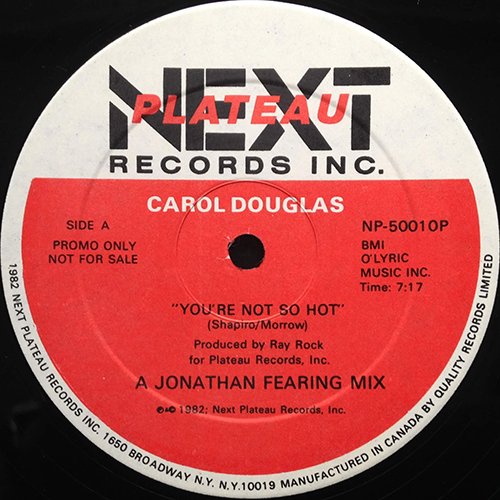 NEXT
PLATEAU
RECORDS INC.
CAROL DOUGLAS
SIDE A
PROMO ONLY
NOT FOR SALE
NP-50010P
BMI
O'LYRIC
MUSIC INC.
Time: 7:17
"YOU'RE NOT SO HOT"
(Shapiro/Morrow)
Produced by Ray Rock
for Plateau Records, Inc.
A JONATHAN FEARING MIX
℗+© 1982; Next Plateau Records, Inc.
1982 NEXT PLATEAU RECORDS INC. 1650 BROADWAY N.Y. N.Y.10019 MANUFACTURED IN CANADA BY QUALITY RECORDS LIMITED